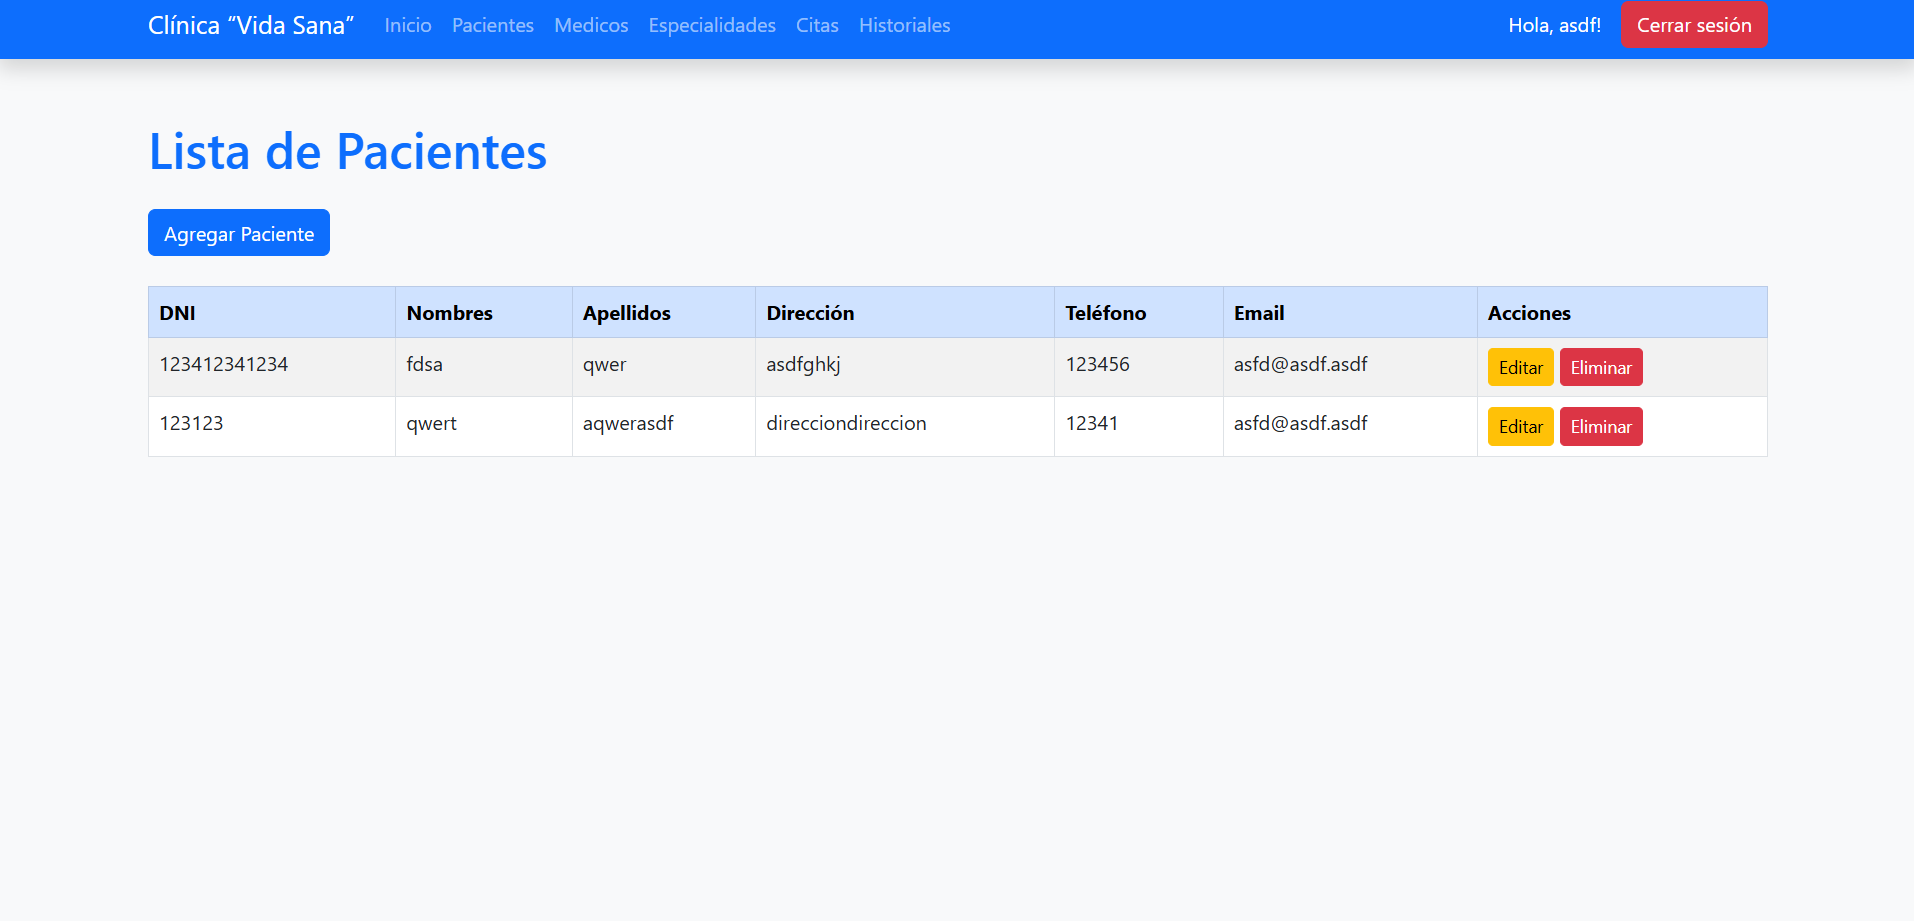 Clínica “Vida Sana” Inicio Pacientes Medicos Especialidades Citas Historiales Hola, asdf! Cerrar sesión
Lista de Pacientes
Agregar Paciente
DNI Nombres Apellidos Dirección Teléfono Email Acciones
123412341234 fdsa qwer asdfghkj 123456 asfd@asdf.asdf Editar Eliminar
123123 qwert aqwerasdf direcciondireccion 12341 asfd@asdf.asdf Editar Eliminar